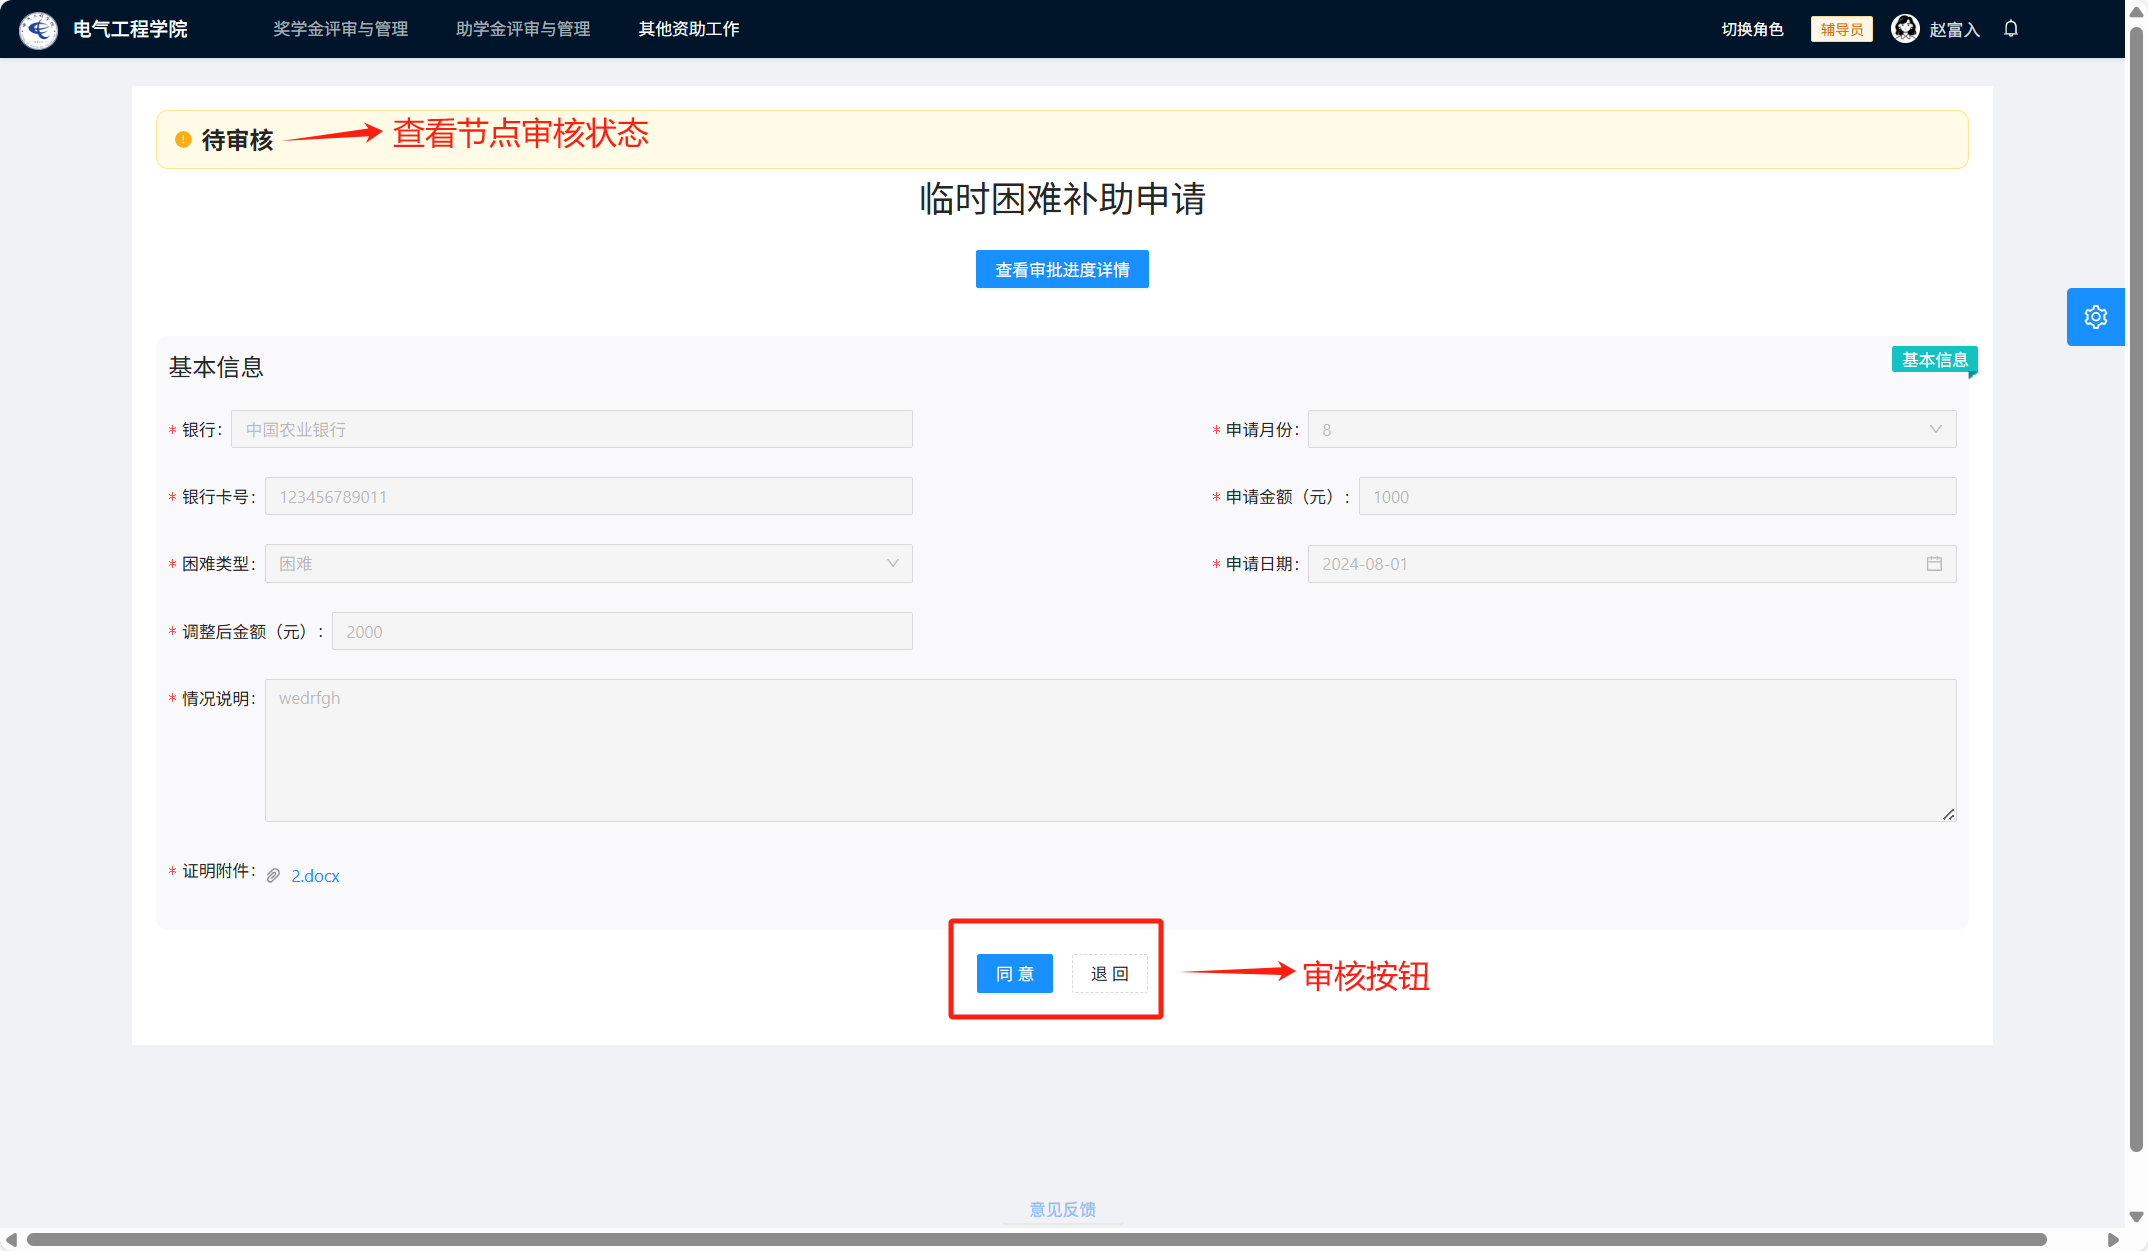 电气工程学院 奖学金评审与管理 助学金评审与管理 其他资助工作 切换角色 辅导员 赵富入
待审核 查看节点审核状态
临时困难补助申请
查看审批进度详情
基本信息 基本信息
* 银行: 中国农业银行 * 申请月份: 8
* 银行卡号: 123456789011 * 申请金额（元）: 1000
* 困难类型: 困难 * 申请日期: 2024-08-01
* 调整后金额（元）: 2000
* 情况说明: wedrfgh
* 证明附件: 2.docx
同意 退回 审核按钮
意见反馈